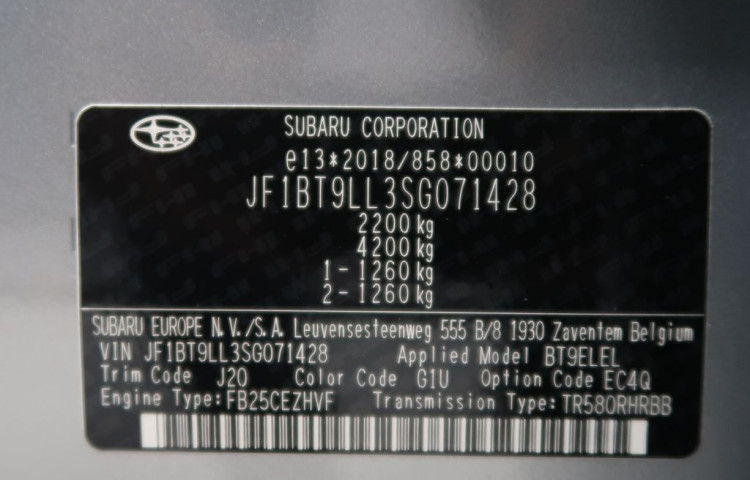 SUBARU CORPORATION
e13*2018/858*00010
JF1BT9LL3SG071428
2200 kg
4200 kg
1 - 1260 kg
2 - 1260 kg
SUBARU EUROPE N.V./S.A. Leuvensesteenweg 555 B/8 1930 Zaventem Belgium
VIN JF1BT9LL3SG071428 Applied Model BT9ELEL
Trim Code J20 Color Code G1U Option Code EC4Q
Engine Type:FB25CEZHVF Transmission Type:TR580RHRBB